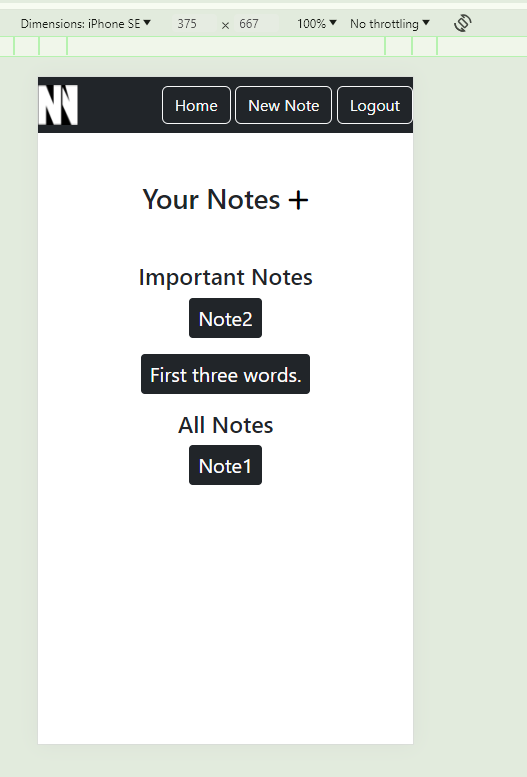 Dimensions: iPhone SE 375 × 667 100% No throttling
NN Home New Note Logout
Your Notes +
Important Notes
Note2
First three words.
All Notes
Note1